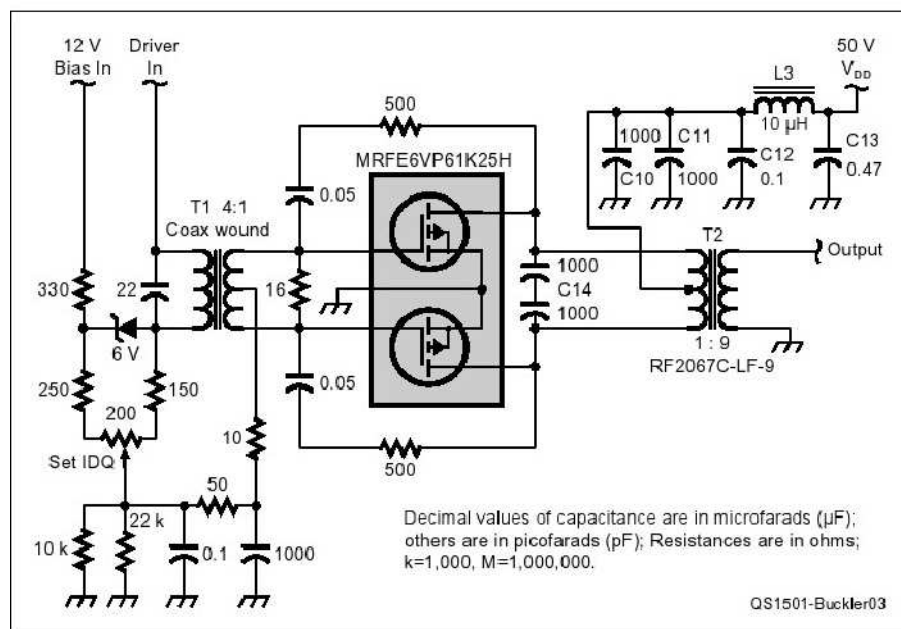 12 V
Bias In
Driver
In
50 V
VDD
L3
10 µH
500
1000
C10
C11
1000
C12
0.1
C13
0.47
MRFE6VP61K25H
0.05
T1 4:1
Coax wound
T2
Output
330
22
16
1000
C14
1000
6 V
1 : 9
RF2067C-LF-9
250
150
200
0.05
10
Set IDQ
500
50
10 k
22 k
0.1
1000
Decimal values of capacitance are in microfarads (µF);
others are in picofarads (pF); Resistances are in ohms;
k=1,000, M=1,000,000.
QS1501-Buckler03